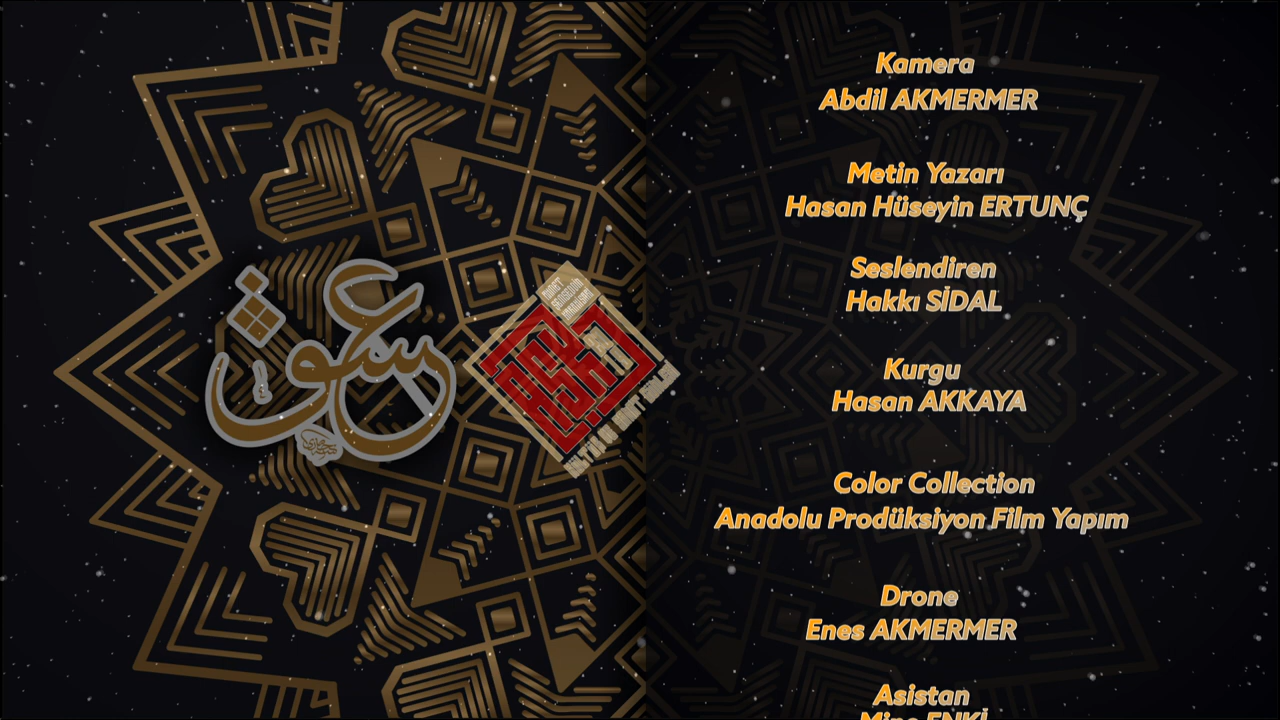 عشق
AŞK
Kamera
Abdil AKMERMER
Metin Yazarı
Hasan Hüseyin ERTUNÇ
Seslendiren
Hakkı SİDAL
Kurgu
Hasan AKKAYA
Color Collection
Anadolu Prodüksiyon Film Yapım
Drone
Enes AKMERMER
Asistan